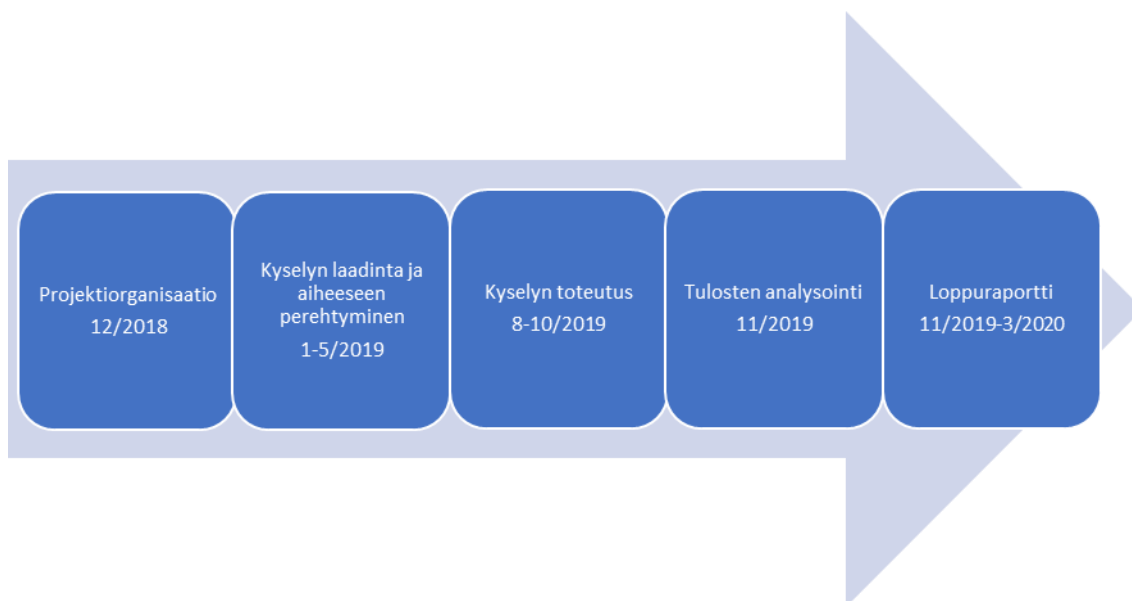 Projektiorganisaatio
12/2018
Kyselyn laadinta ja
aiheeseen
perehtyminen
1-5/2019
Kyselyn toteutus
8-10/2019
Tulosten analysointi
11/2019
Loppuraportti
11/2019-3/2020